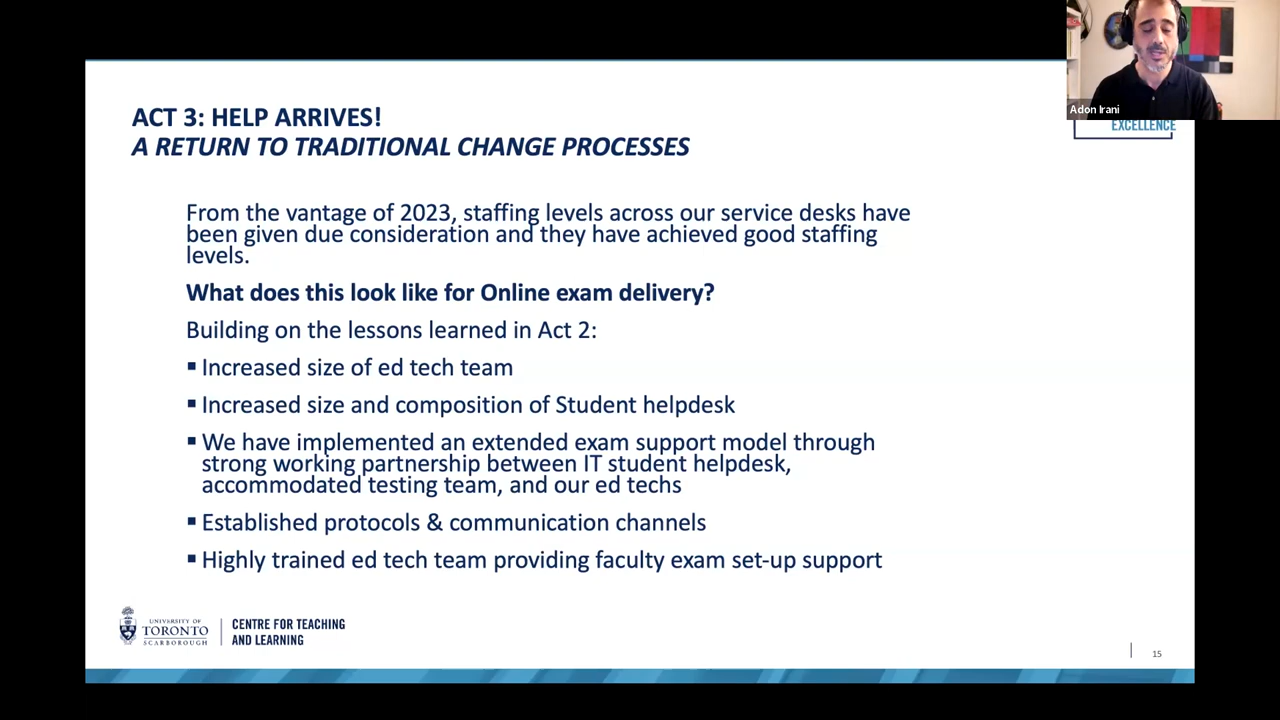 Adon Irani
EXCELLENCE
ACT 3: HELP ARRIVES!
A RETURN TO TRADITIONAL CHANGE PROCESSES
From the vantage of 2023, staffing levels across our service desks have
been given due consideration and they have achieved good staffing
levels.
What does this look like for Online exam delivery?
Building on the lessons learned in Act 2:
▪ Increased size of ed tech team
▪ Increased size and composition of Student helpdesk
▪ We have implemented an extended exam support model through
strong working partnership between IT student helpdesk,
accommodated testing team, and our ed techs
▪ Established protocols & communication channels
▪ Highly trained ed tech team providing faculty exam set-up support
UNIVERSITY OF
TORONTO
SCARBOROUGH
CENTRE FOR TEACHING
AND LEARNING
15